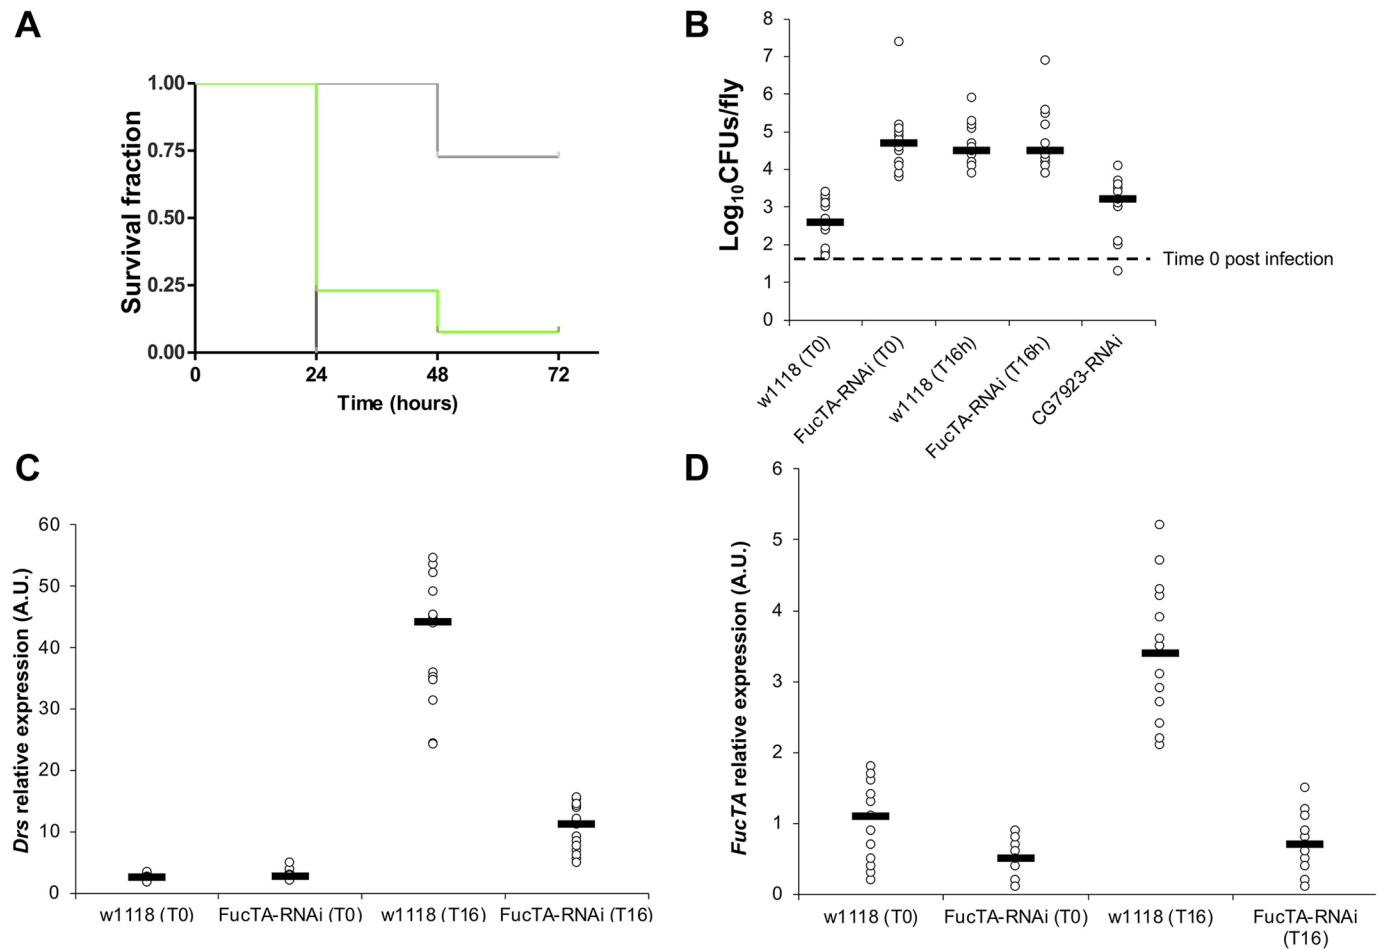 A
Survival fraction
1.00
0.75
0.50
0.25
0.00
0
24
48
72
Time (hours)
B
Log10CFUs/fly
8
7
6
5
4
3
2
1
0
Time 0 post infection
w1118 (T0)
FucTA-RNAi (T0)
w1118 (T16h)
FucTA-RNAi (T16h)
CG7923-RNAi
C
Drs relative expression (A.U.)
60
50
40
30
20
10
0
w1118 (T0)
FucTA-RNAi (T0)
w1118 (T16)
FucTA-RNAi (T16)
D
FucTA relative expression (A.U.)
6
5
4
3
2
1
0
w1118 (T0)
FucTA-RNAi (T0)
w1118 (T16)
FucTA-RNAi
(T16)